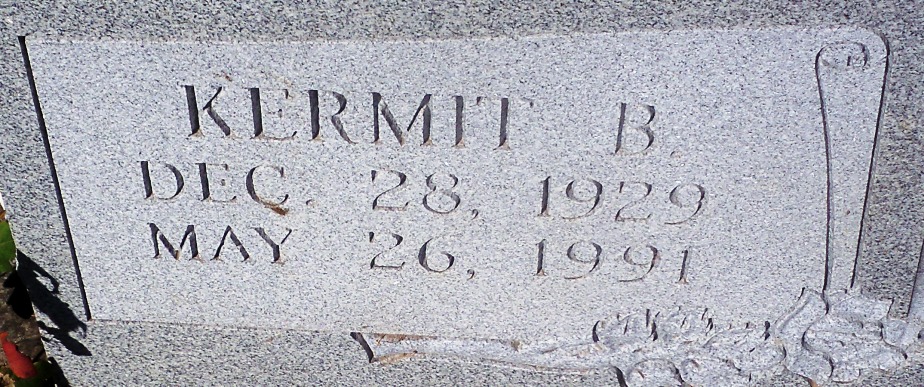 KERMIT B.
DEC. 28, 1929
MAY 26, 1991